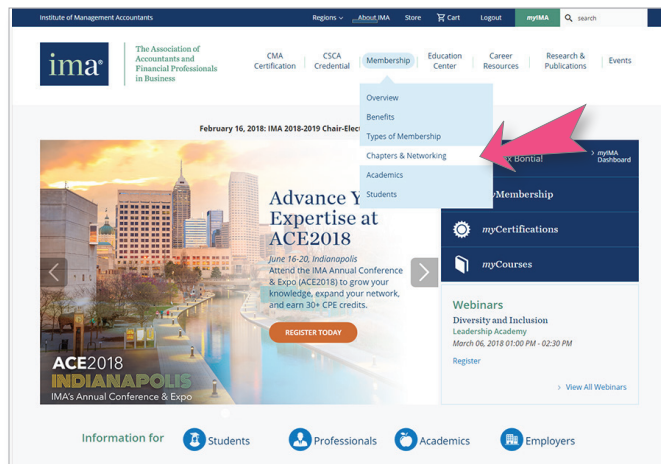 Institute of Management Accountants
Regions
About IMA
Store
Cart
Logout
myIMA
search
ima®
The Association of
Accountants and
Financial Professionals
in Business
CMA
Certification
CSCA
Credential
Membership
Education
Center
Career
Resources
Research &
Publications
Events
Overview
Benefits
Types of Membership
Chapters & Networking
Academics
Students
February 16, 2018: IMA 2018-2019 Chair-Elect
Bontia!
> myIMA
Dashboard
Membership
myCertifications
myCourses
Advance Y
Expertise at
ACE2018
June 16-20, Indianapolis
Attend the IMA Annual Conference
& Expo (ACE2018) to grow your
knowledge, expand your network,
and earn 30+ CPE credits.
REGISTER TODAY
ACE2018
INDIANAPOLIS
IMA's Annual Conference & Expo
Webinars
Diversity and Inclusion
Leadership Academy
March 06, 2018 01:00 PM - 02:30 PM
Register
> View All Webinars
Information for
Students
Professionals
Academics
Employers